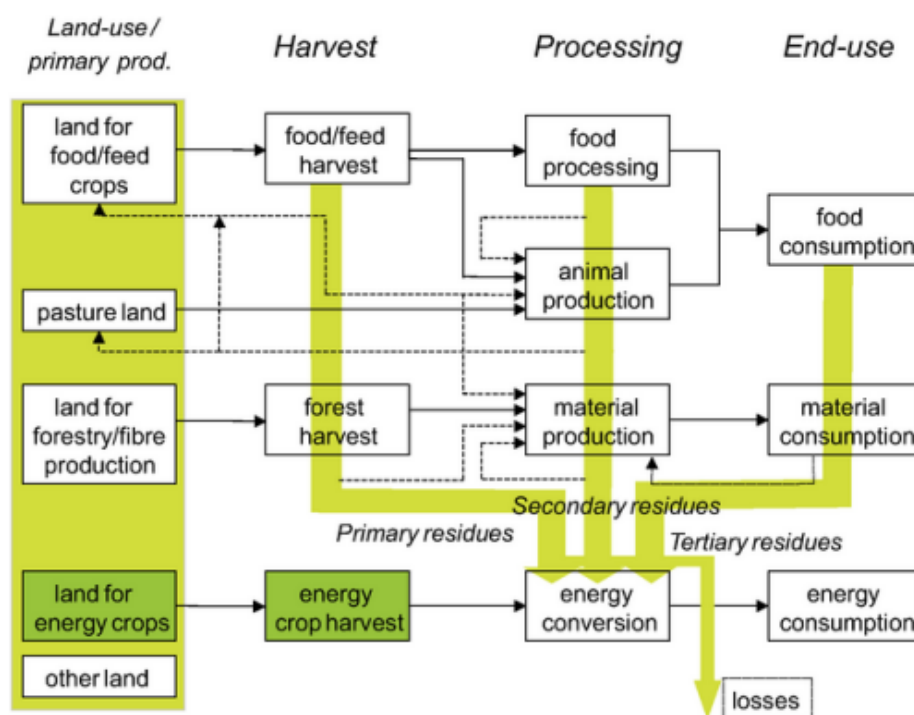 Land-use /
primary prod.
Harvest
Processing
End-use
land for
food/feed
crops
food/feed
harvest
food
processing
food
consumption
animal
production
pasture land
land for
forestry/fibre
production
forest
harvest
material
production
material
consumption
Primary residues
Secondary residues
Tertiary residues
land for
energy crops
energy
crop harvest
energy
conversion
energy
consumption
other land
losses